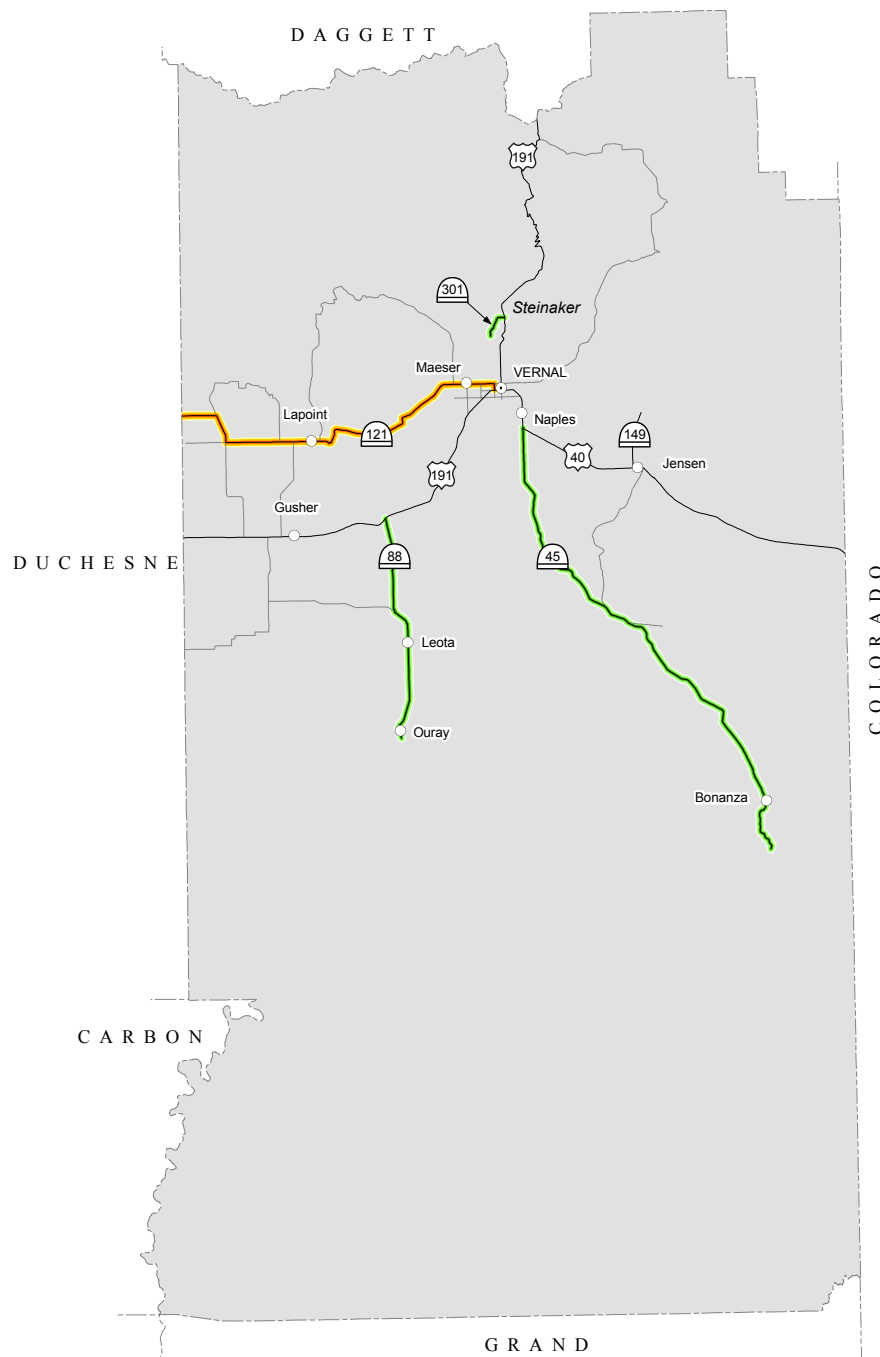 DAGGETT
191
301
Steinaker
Maeser
VERNAL
Lapoint
Naples
121
149
40
Jensen
191
Gusher
DUCHESNE
88
45
COLORADO
Leota
Ouray
Bonanza
CARBON
GRAND